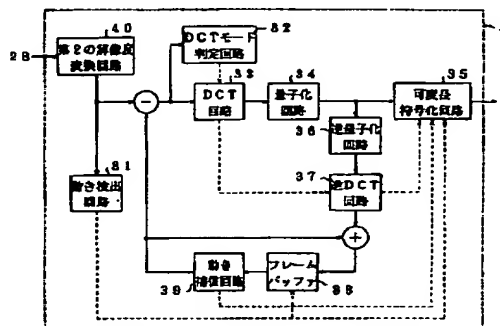 40
82
第2の解像度
変換回路
DCTモード
判定回路
28
33
34
35
DCT
回路
量子化
回路
可変長
符号化回路
36
逆量子化
回路
81
37
動き検出
回路
逆DCT
回路
39
動き
補償回路
フレーム
バッファ
38